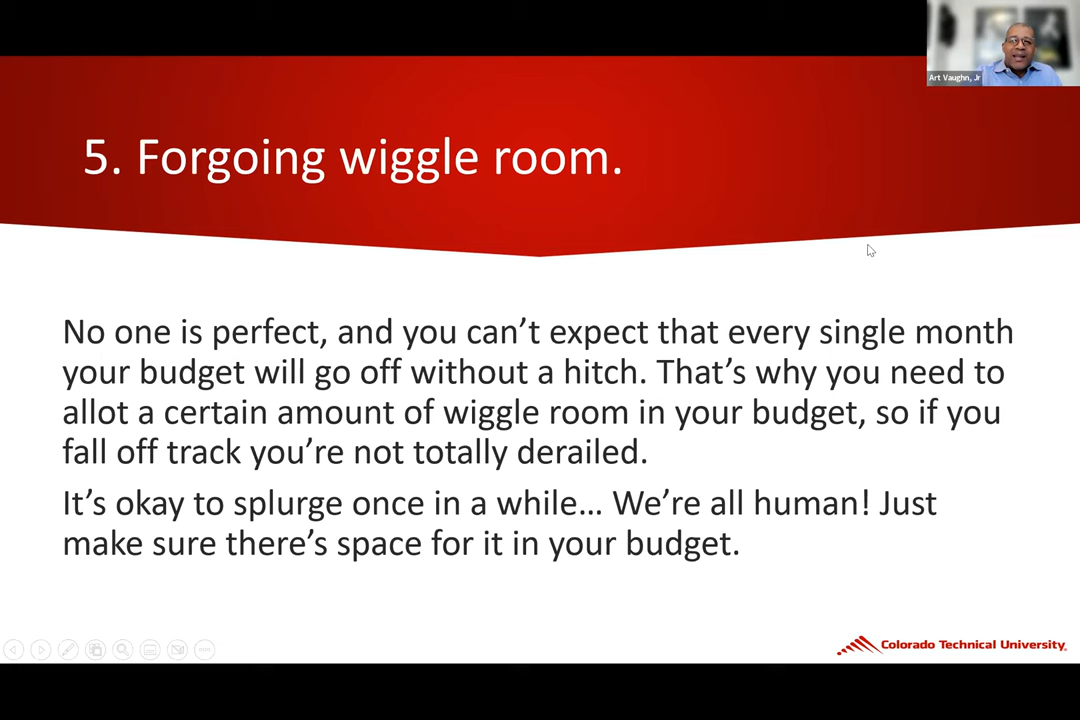 Art Vaughn, Jr
5. Forgoing wiggle room.
No one is perfect, and you can’t expect that every single month
your budget will go off without a hitch. That’s why you need to
allot a certain amount of wiggle room in your budget, so if you
fall off track you’re not totally derailed.
It’s okay to splurge once in a while… We’re all human! Just
make sure there’s space for it in your budget.
Colorado Technical University